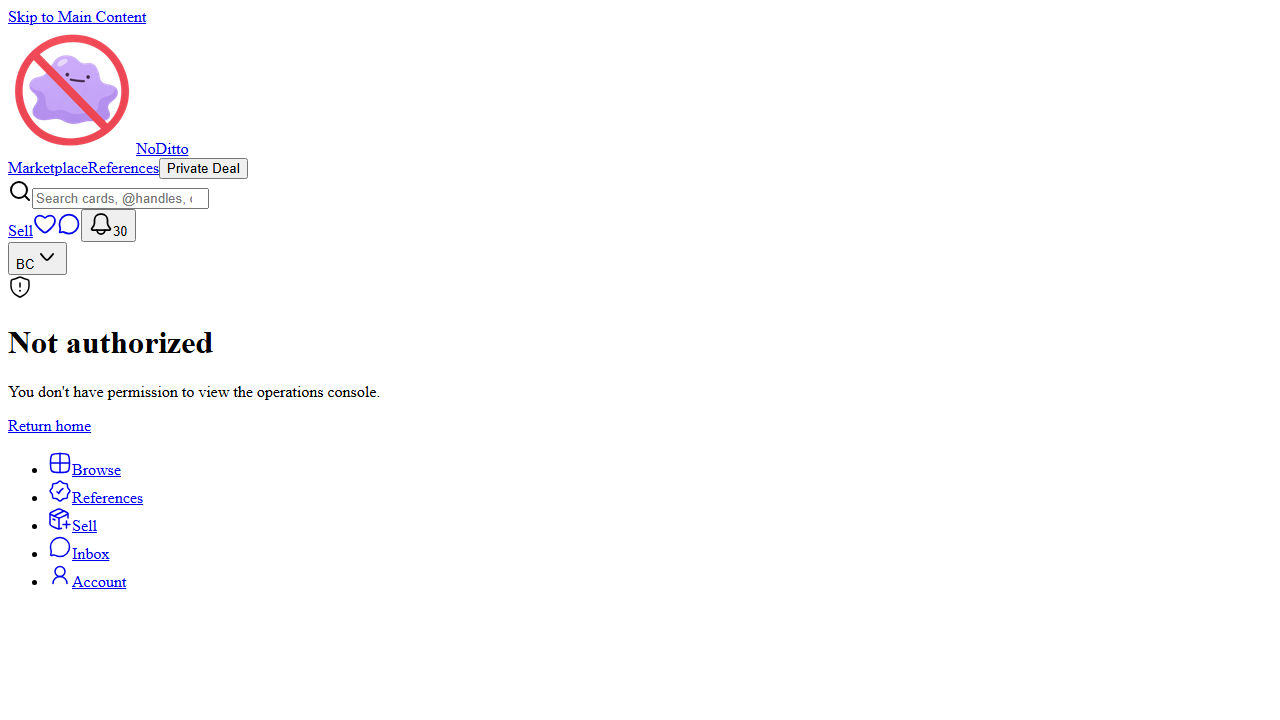 Skip to Main Content
NoDitto
MarketplaceReferences Private Deal
Search cards, @handles,
Sell 30
BC
Not authorized
You don't have permission to view the operations console.
Return home
Browse
References
Sell
Inbox
Account